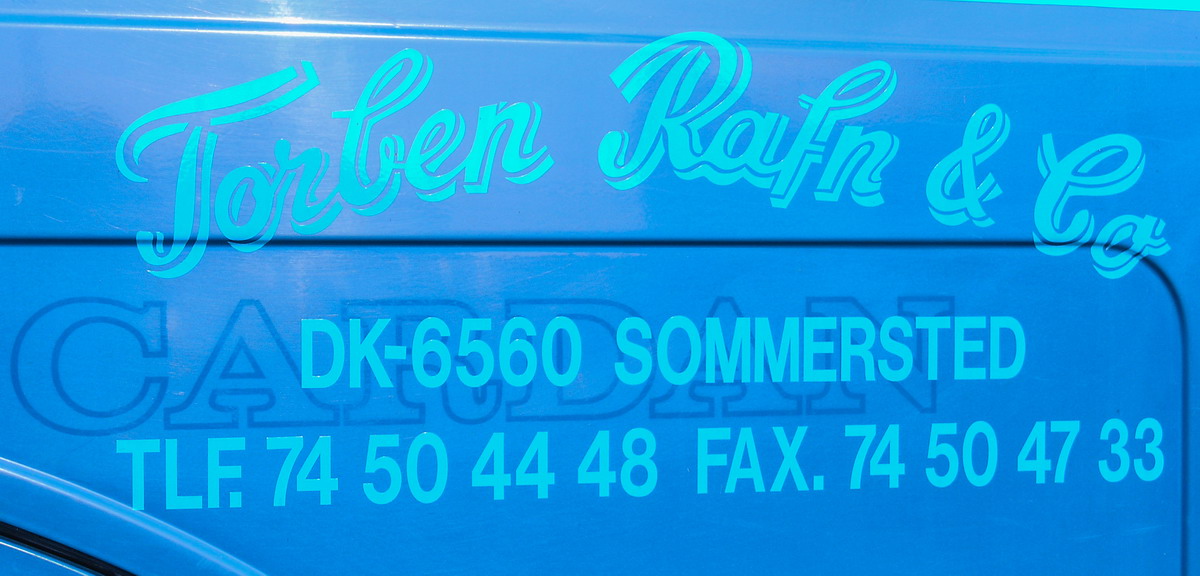 Torben Rafn & Co
CARDAN
DK-6560 SOMMERSTED
TLF. 74 50 44 48 FAX. 74 50 47 33